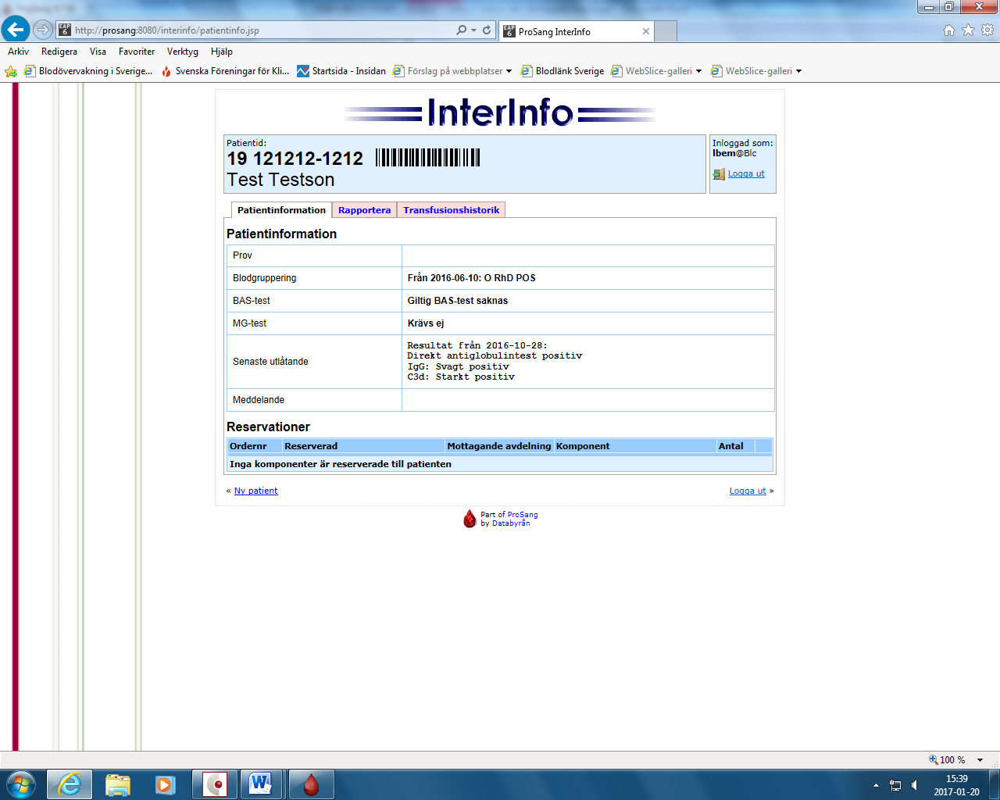 http://prosang:8080/interinfo/patientinfo.jsp
ProSang InterInfo
Arkiv Redigera Visa Favoriter Verktyg Hjälp
Blodövervakning i Sverige... Svenska Föreningar för Kli... Startsida - Insidan Förslag på webbplatser Blodlänk Sverige WebSlice-galleri WebSlice-galleri
InterInfo
Patientid:
19 121212-1212
Test Testson
Inloggad som:
lbem@Blc
Logga ut
Patientinformation Rapportera Transfusionshistorik
Patientinformation
Prov
Blodgruppering Från 2016-06-10: O RhD POS
BAS-test Giltig BAS-test saknas
MG-test Krävs ej
Senaste utlåtande
Resultat från 2016-10-28:
Direkt antiglobulintest positiv
IgG: Svagt positiv
C3d: Starkt positiv
Meddelande
Reservationer
Ordernr Reserverad Mottagande avdelning Komponent Antal
Inga komponenter är reserverade till patienten
« Ny patient Logga ut »
Part of ProSang
by Databyrån
100 %
15:39
2017-01-20